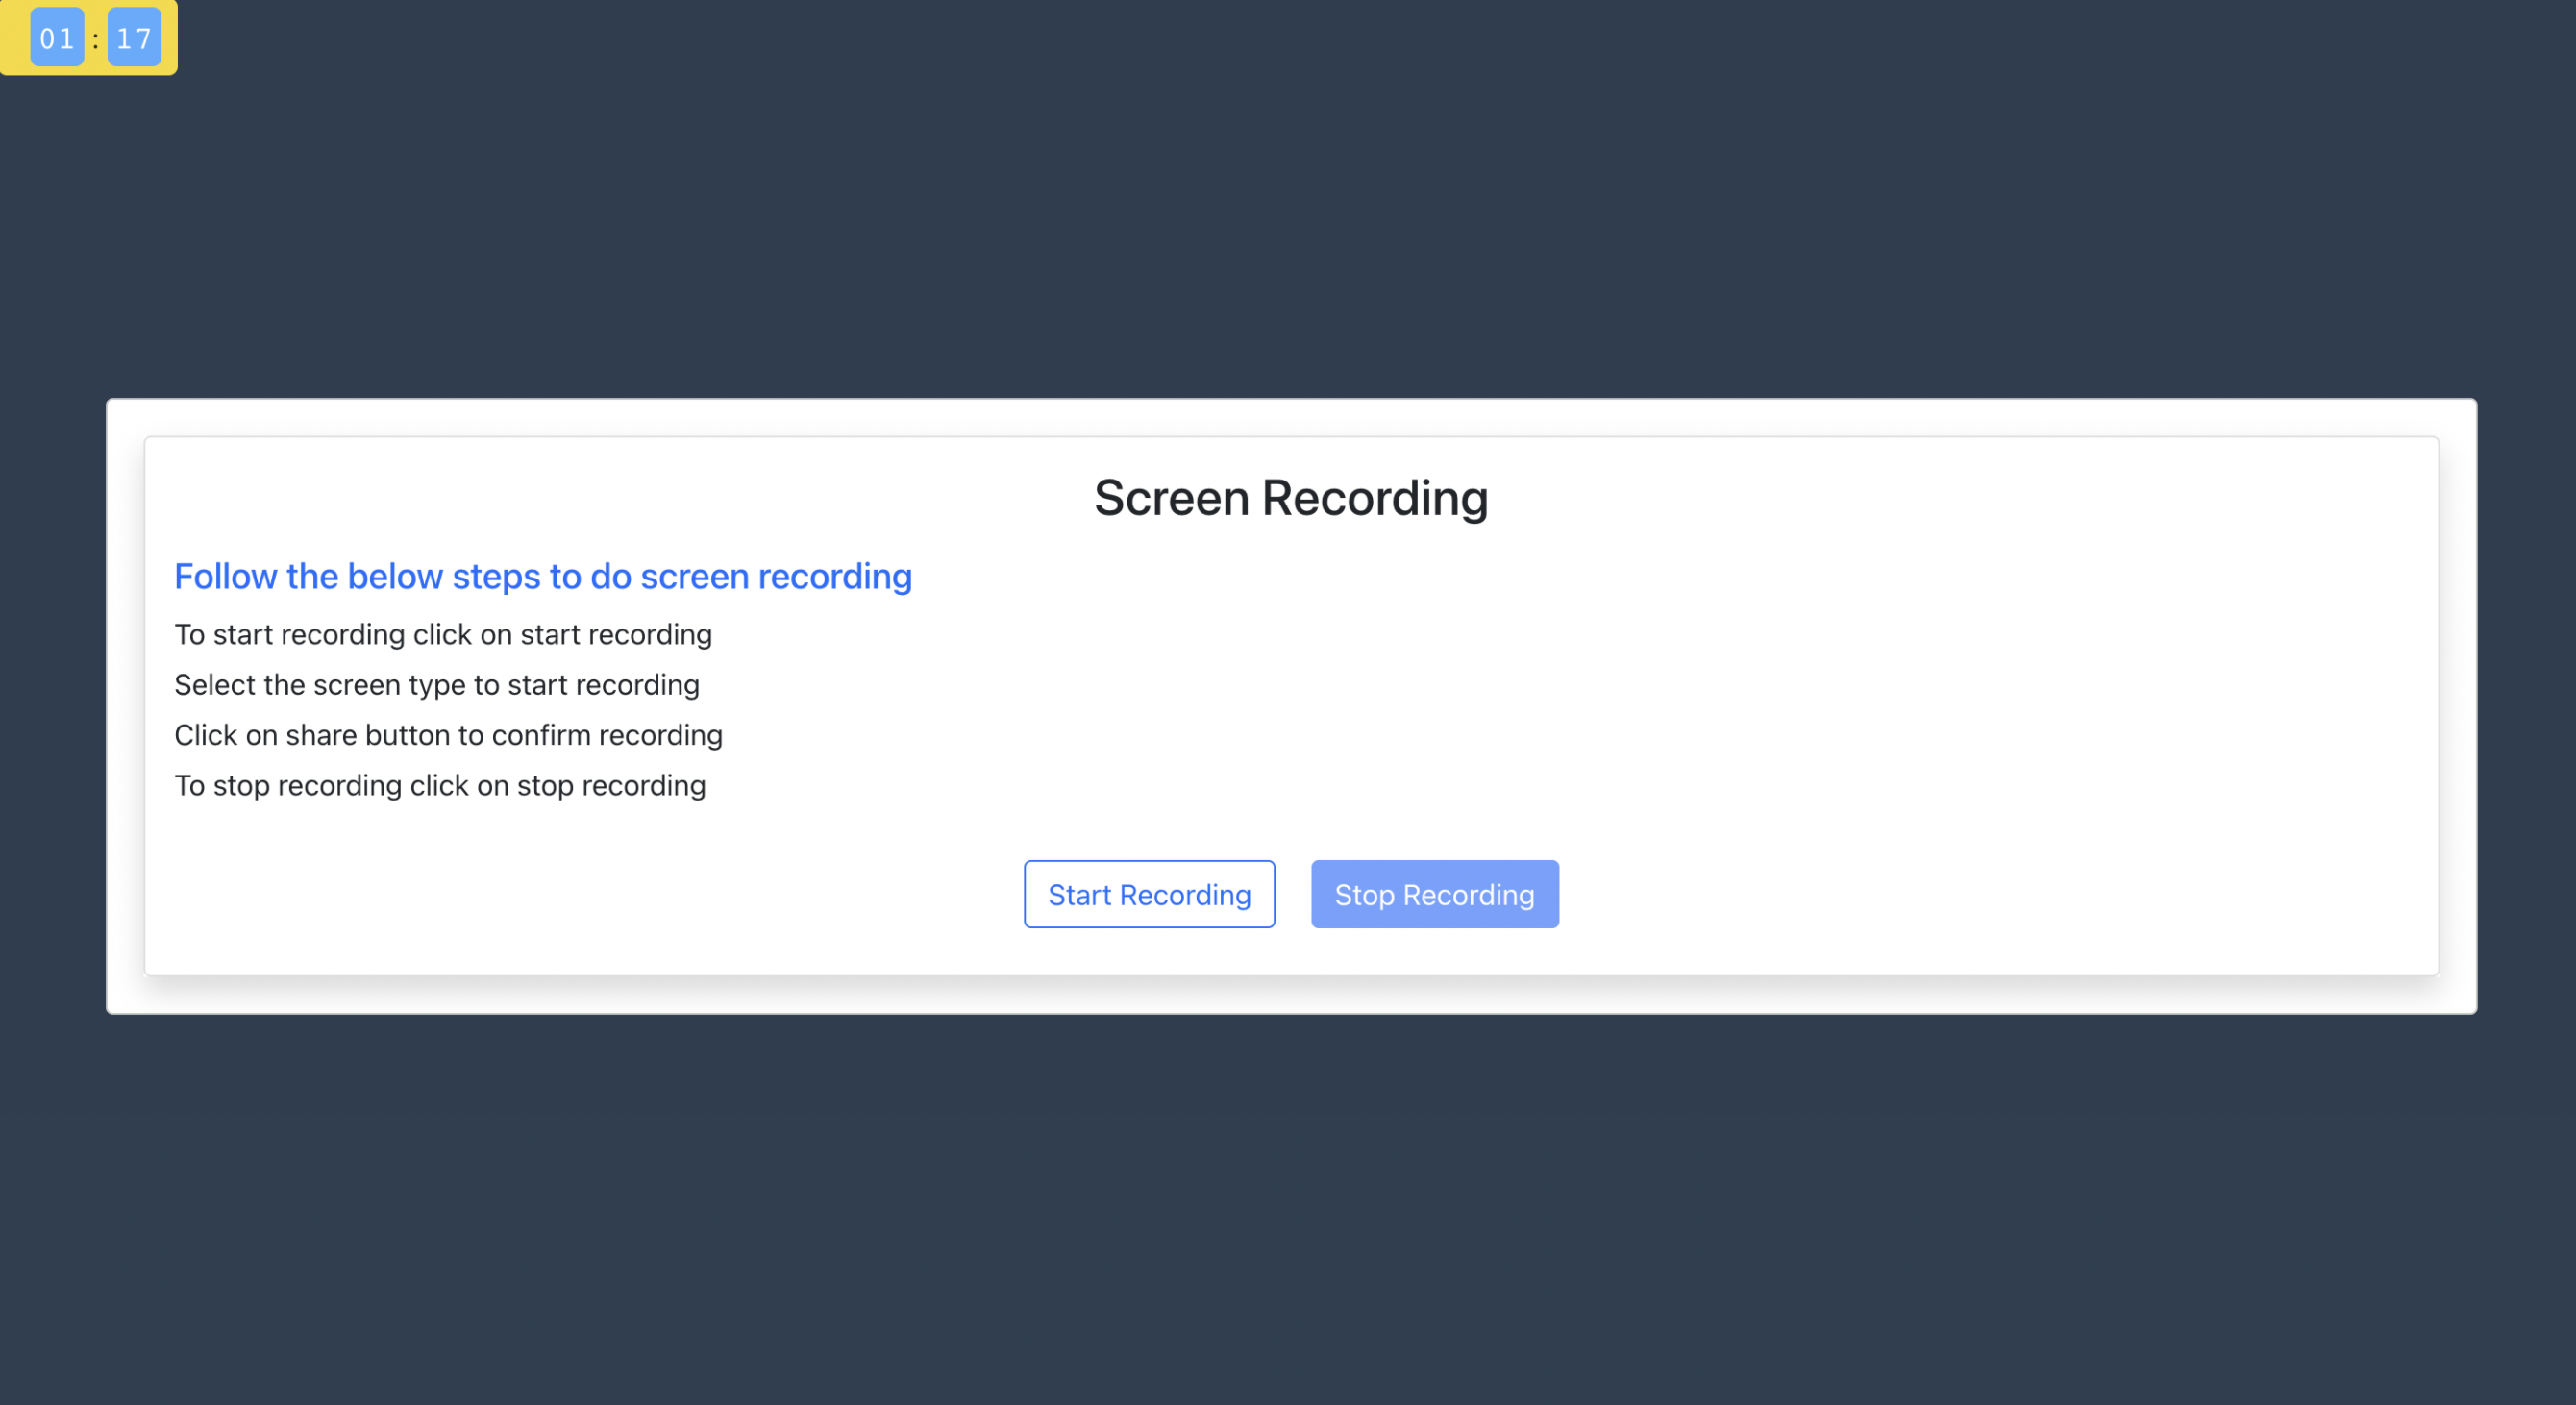 01 : 17
Screen Recording
Follow the below steps to do screen recording
To start recording click on start recording
Select the screen type to start recording
Click on share button to confirm recording
To stop recording click on stop recording
Start Recording Stop Recording